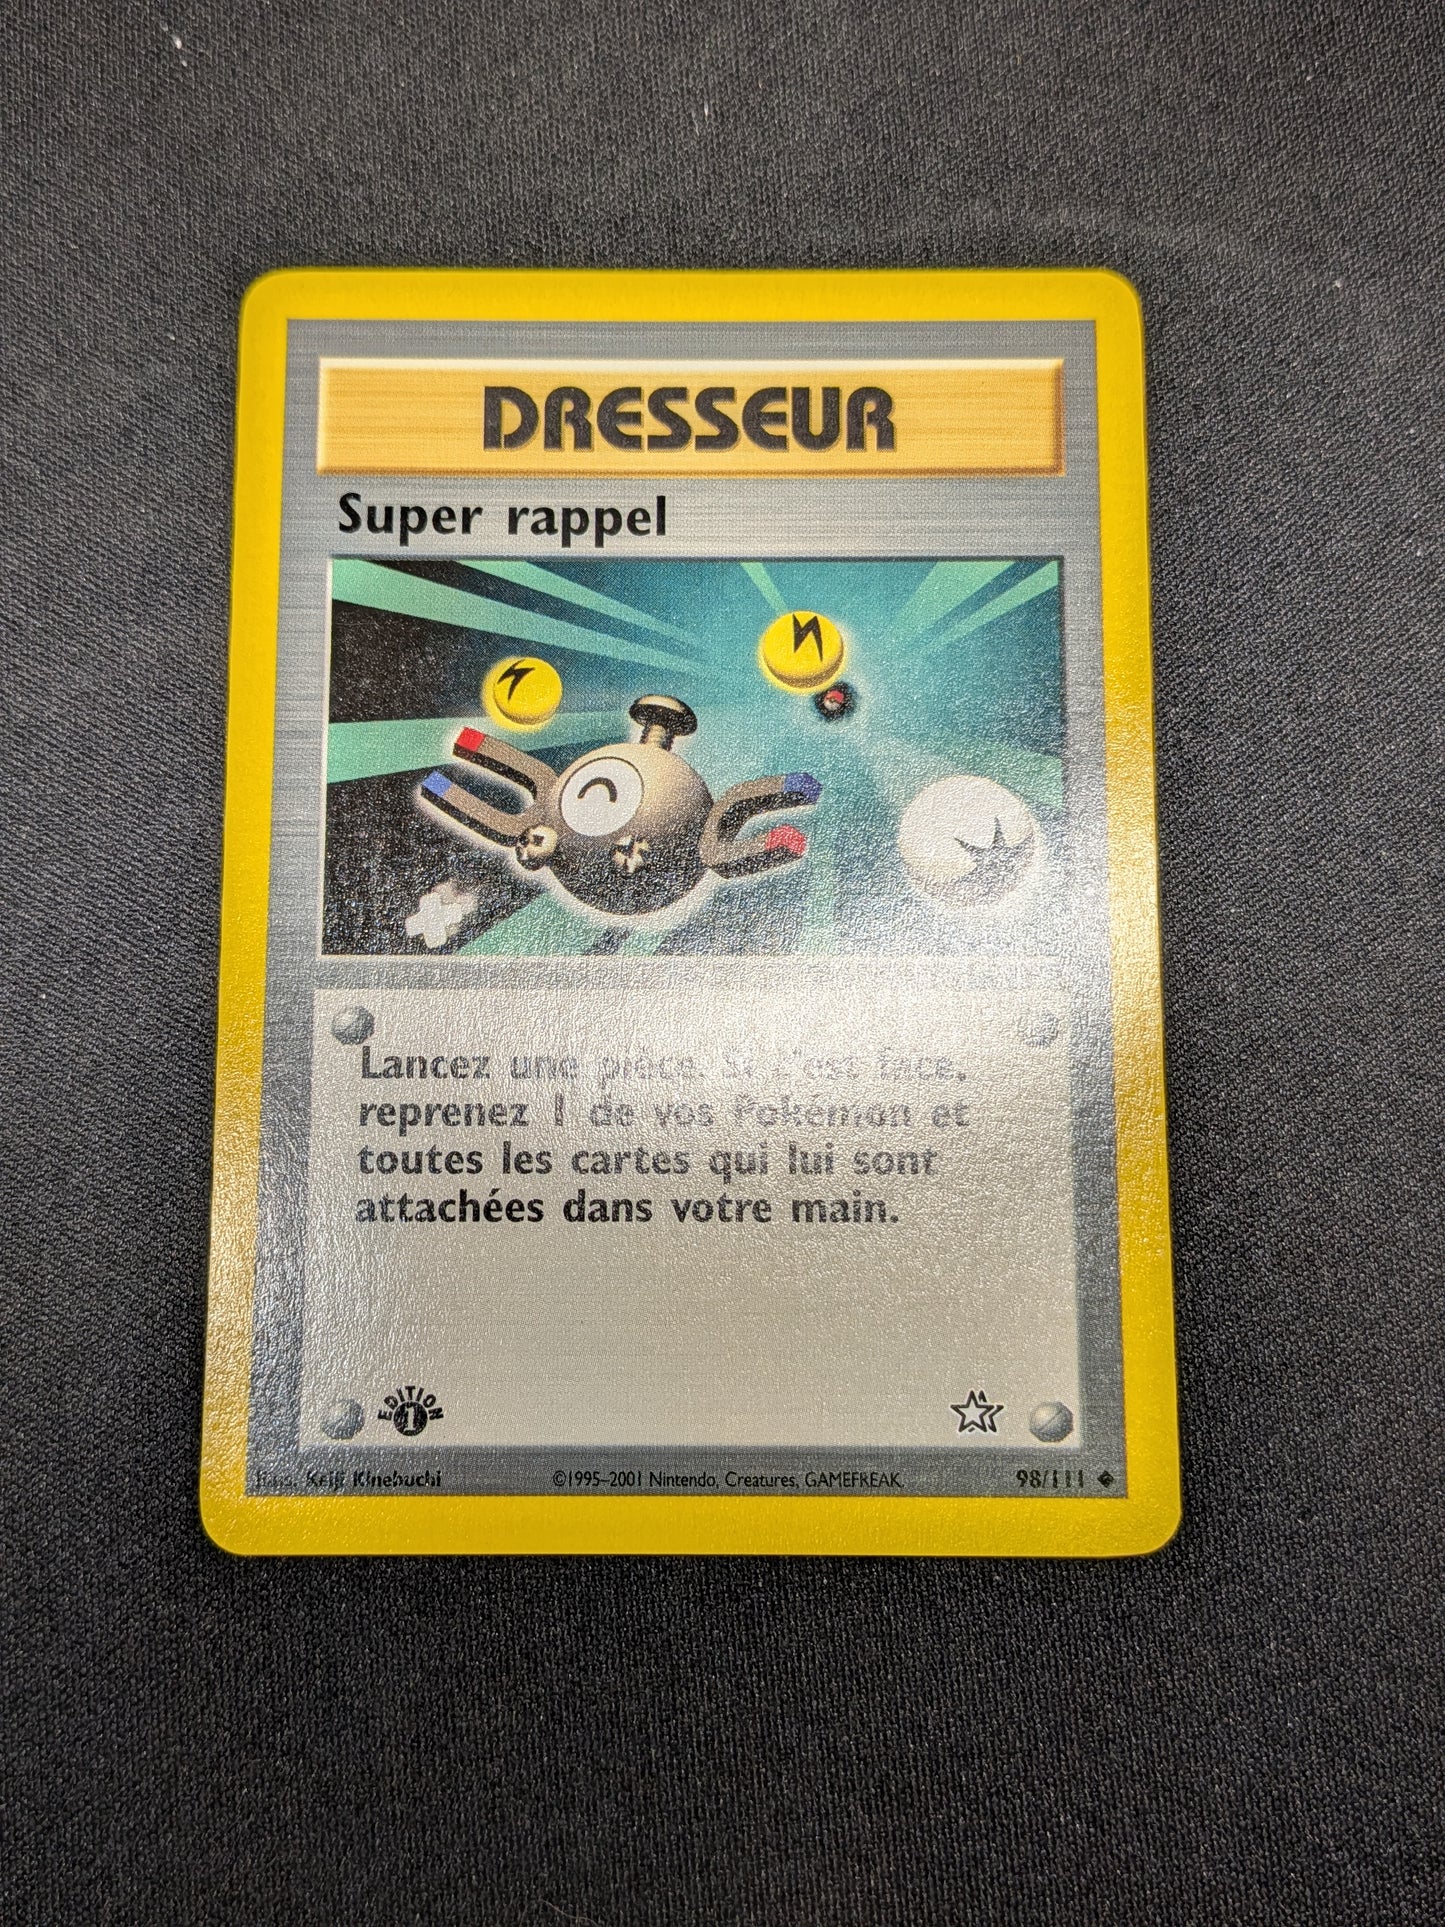 DRESSEUR
Super rappel
Lancez une pièce. Si c'est face,
reprenez 1 de vos Pokémon et
toutes les cartes qui lui sont
attachées dans votre main.
EDITION
1
Illus. Keiji Kinebuchi ©1995-2001 Nintendo, Creatures, GAMEFREAK. 98/111